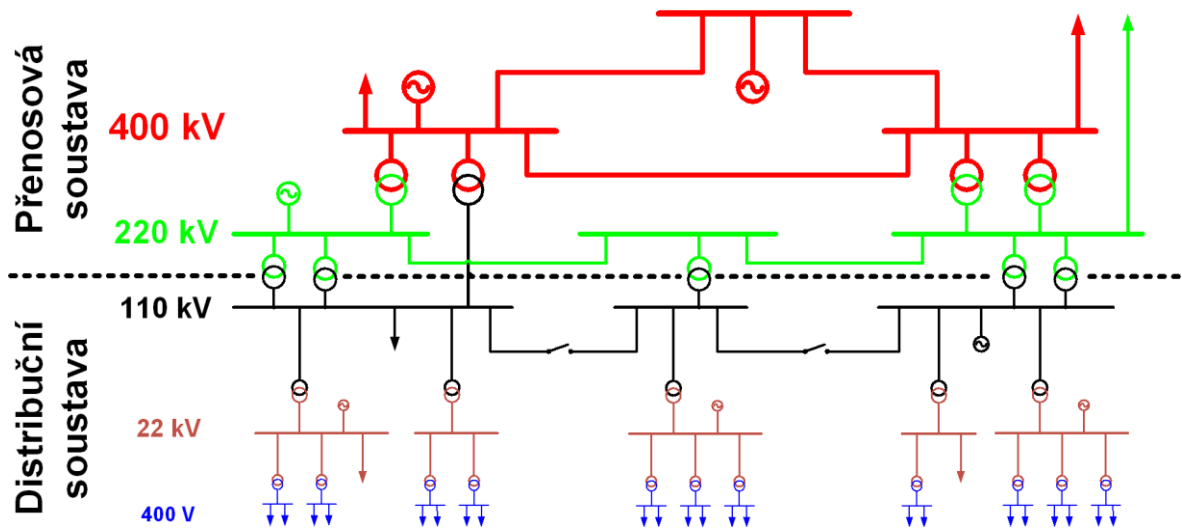 Přenosová
soustava
400 kV
220 kV
Distribuční
soustava
110 kV
22 kV
400 V